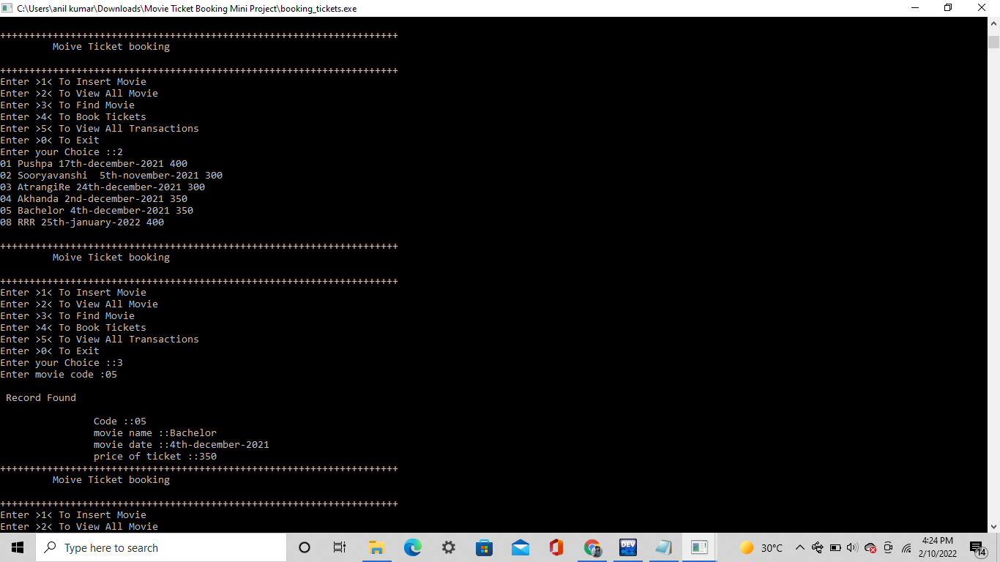 C:\Users\anil kumar\Downloads\Movie Ticket Booking Mini Project\booking_tickets.exe
++++++++++++++++++++++++++++++++++++++++++++++++++++++++++++++++++++
Moive Ticket booking
++++++++++++++++++++++++++++++++++++++++++++++++++++++++++++++++++++
Enter >1< To Insert Movie
Enter >2< To View All Movie
Enter >3< To Find Movie
Enter >4< To Book Tickets
Enter >5< To View All Transactions
Enter >0< To Exit
Enter your Choice ::2
01 Pushpa 17th-december-2021 400
02 Sooryavanshi  5th-november-2021 300
03 AtrangiRe 24th-december-2021 300
04 Akhanda 2nd-december-2021 350
05 Bachelor 4th-december-2021 350
08 RRR 25th-january-2022 400
++++++++++++++++++++++++++++++++++++++++++++++++++++++++++++++++++++
Moive Ticket booking
++++++++++++++++++++++++++++++++++++++++++++++++++++++++++++++++++++
Enter >1< To Insert Movie
Enter >2< To View All Movie
Enter >3< To Find Movie
Enter >4< To Book Tickets
Enter >5< To View All Transactions
Enter >0< To Exit
Enter your Choice ::3
Enter movie code :05
Record Found
Code ::05
movie name ::Bachelor
movie date ::4th-december-2021
price of ticket ::350
++++++++++++++++++++++++++++++++++++++++++++++++++++++++++++++++++++
Moive Ticket booking
++++++++++++++++++++++++++++++++++++++++++++++++++++++++++++++++++++
Enter >1< To Insert Movie
Enter >2< To View All Movie
Type here to search
DEV
30°C
4:24 PM
2/10/2022
14